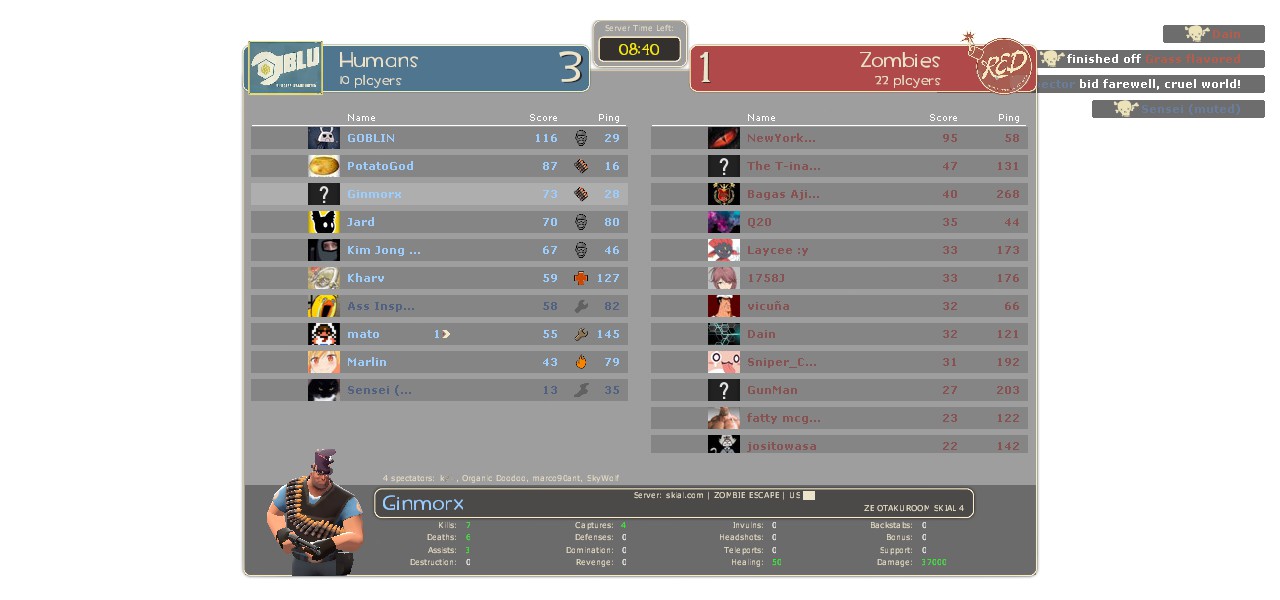 Server Time Left:
08:40
BLU
Humans
10 players
3
1
Zombies
22 players
RED
Dain
finished off Grass flavored
bid farewell, cruel world!
Sensei (muted)
Name Score Ping
GOBLIN 116 29
PotatoGod 87 16
Ginmorx 73 28
Jard 70 80
Kim Jong ... 67 46
Kharv 59 127
Ass Insp... 58 82
mato 1 55 145
Marlin 43 79
Sensei (... 13 35
Name Score Ping
NewYork... 95 58
? The T-ina... 47 131
Bagas Aji... 40 268
Q20 35 44
Laycee :y 33 173
1758J 33 176
vicuña 32 66
Dain 32 121
Sniper_C... 31 192
? GunMan 27 203
fatty mcg... 23 122
jositowasa 22 142
4 spectators: , Organic Doodoo, marco96ant, SkyWolf
Ginmorx
Server: skial.com | ZOMBIE ESCAPE | US
ZE OTAKUROOM SKIAL 4
Kills: 7 Captures: 4 Invulns: 0 Backstabs: 0
Deaths: 6 Defenses: 0 Headshots: 0 Bonus: 0
Assists: 3 Domination: 0 Teleports: 0 Support: 0
Destruction: 0 Revenge: 0 Healing: 50 Damage: 37000